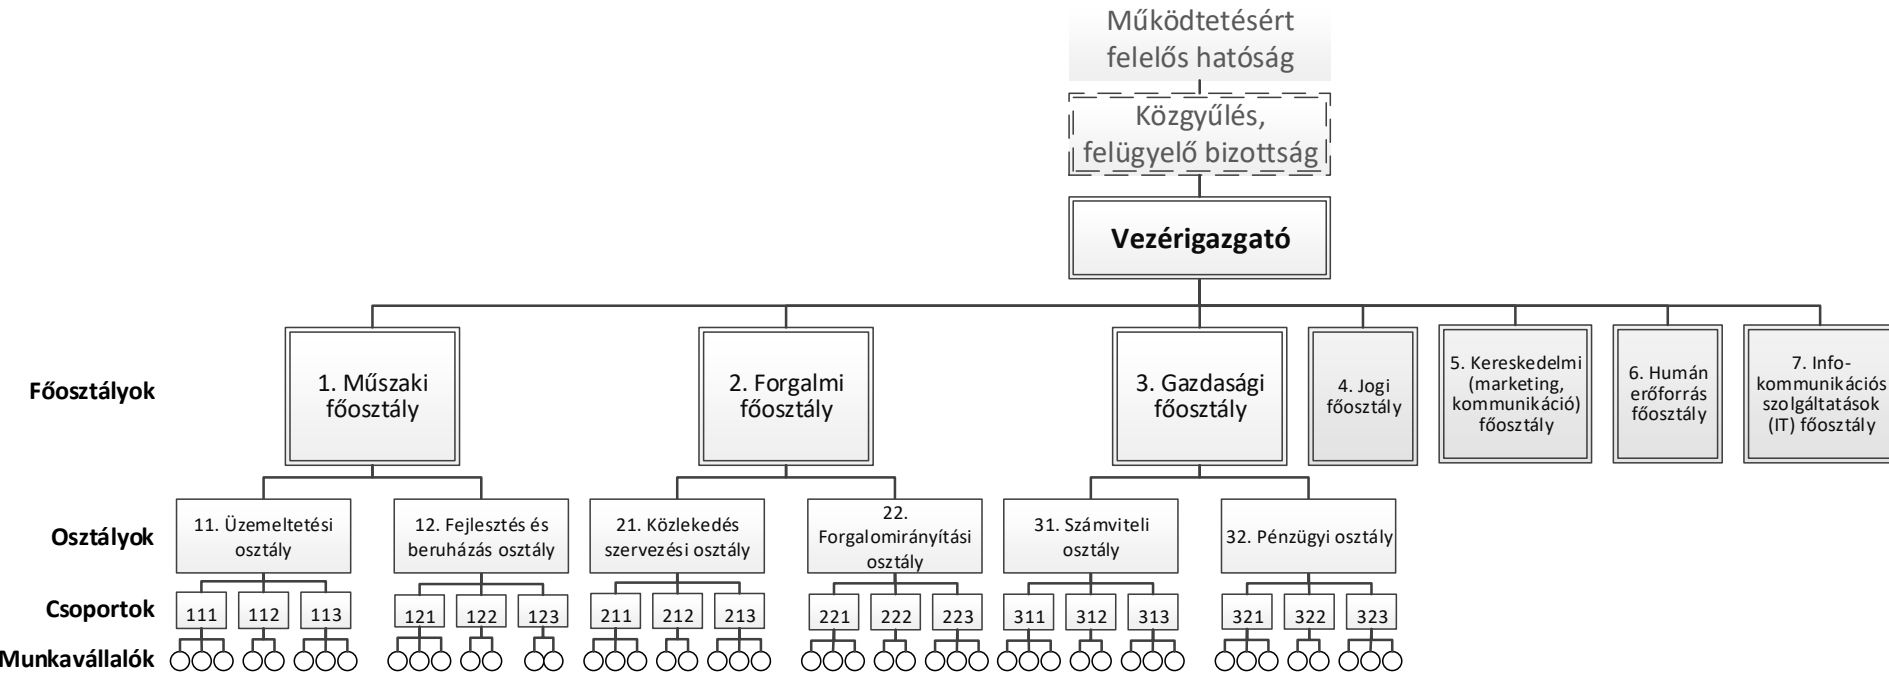 Működtetésért
felelős hatóság
Közgyűlés,
felügyelő bizottság
Vezérigazgató
Főosztályok
1. Műszaki
főosztály
2. Forgalmi
főosztály
3. Gazdasági
főosztály
4. Jogi
főosztály
5. Kereskedelmi
(marketing,
kommunikáció)
főosztály
6. Humán
erőforrás
főosztály
7. Info-
kommunikációs
szolgáltatások
(IT) főosztály
Osztályok
11. Üzemeltetési
osztály
12. Fejlesztés és
beruházás osztály
21. Közlekedés
szervezési osztály
22.
Forgalomirányítási
osztály
31. Számviteli
osztály
32. Pénzügyi osztály
Csoportok
111 112 113 121 122 123 211 212 213 221 222 223 311 312 313 321 322 323
Munkavállalók